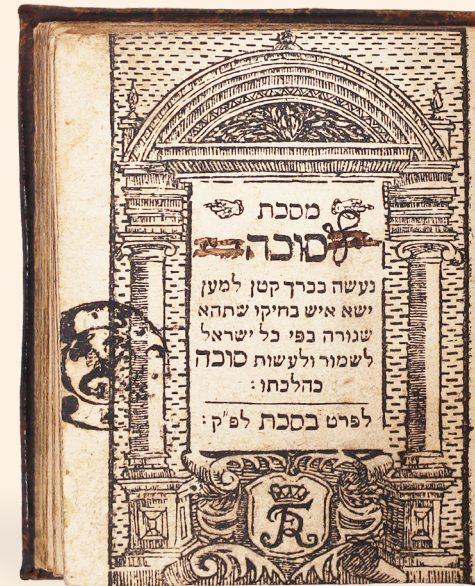 מסכת
סוכה
נעשה בכרך קטן למען
ישא איש בחיקו שתהא
שגורה בפי כל ישראל
לשמור ולעשות סוכה
כהלכתו :
לפרט בסכת לפ"ק :